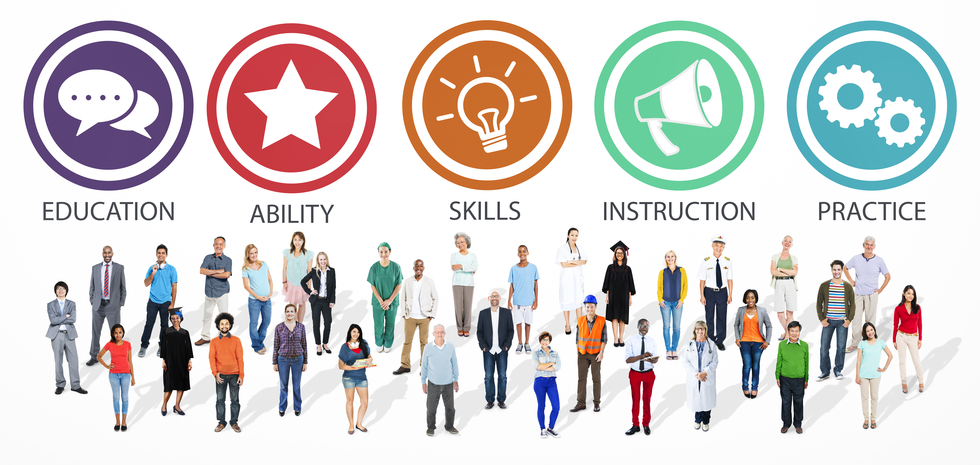 EDUCATION
ABILITY
SKILLS
INSTRUCTION
PRACTICE